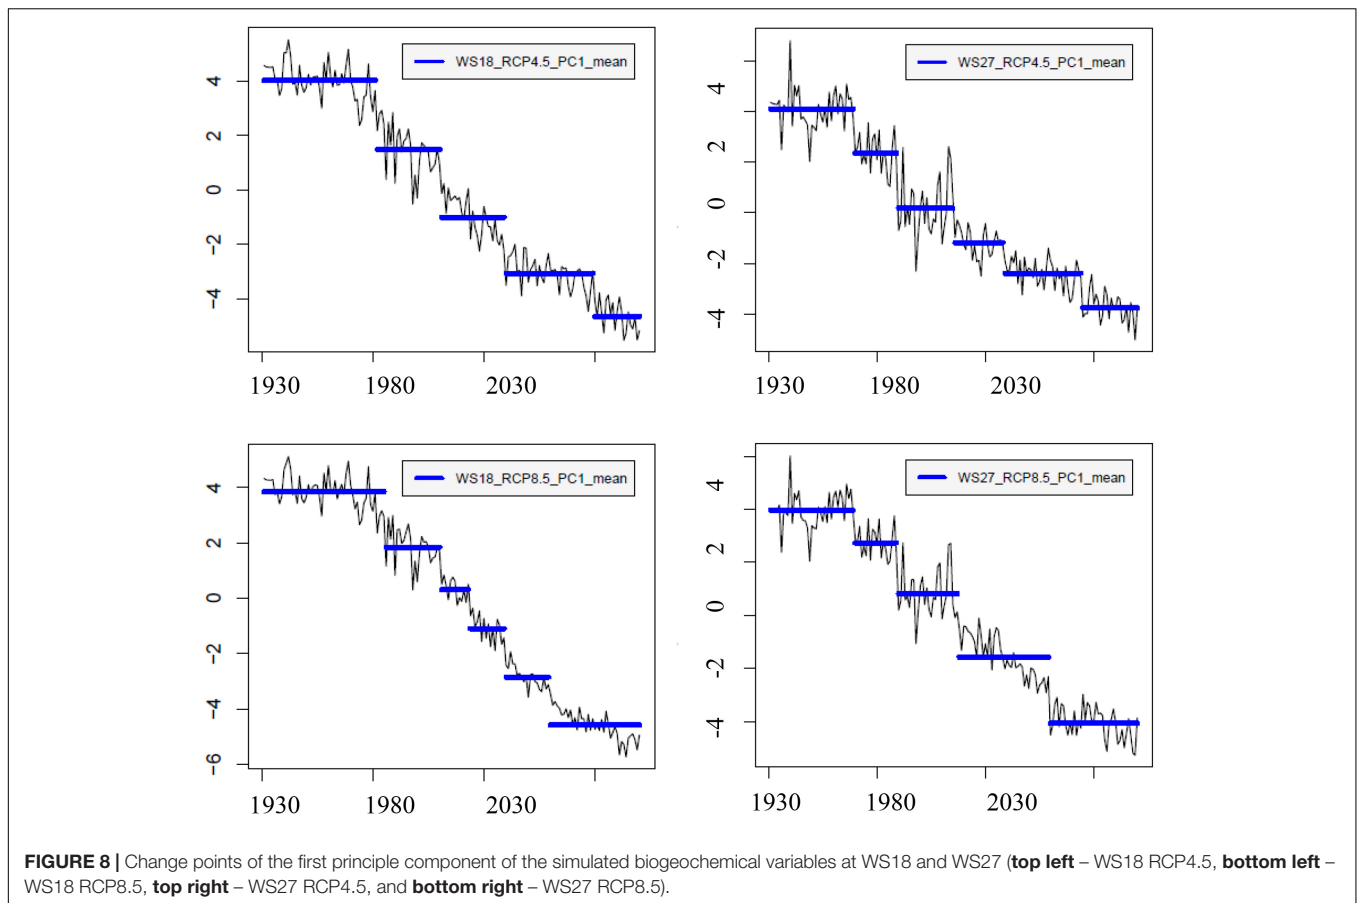 WS18_RCP4.5_PC1_mean
4
2
0
−2
−4
1930 1980 2030
WS27_RCP4.5_PC1_mean
4
2
0
-2
-4
1930 1980 2030
WS18_RCP8.5_PC1_mean
4
2
0
−2
−4
−6
1930 1980 2030
WS27_RCP8.5_PC1_mean
4
2
0
-2
-4
1930 1980 2030
FIGURE 8 | Change points of the first principle component of the simulated biogeochemical variables at WS18 and WS27 (top left – WS18 RCP4.5, bottom left –
WS18 RCP8.5, top right – WS27 RCP4.5, and bottom right – WS27 RCP8.5).